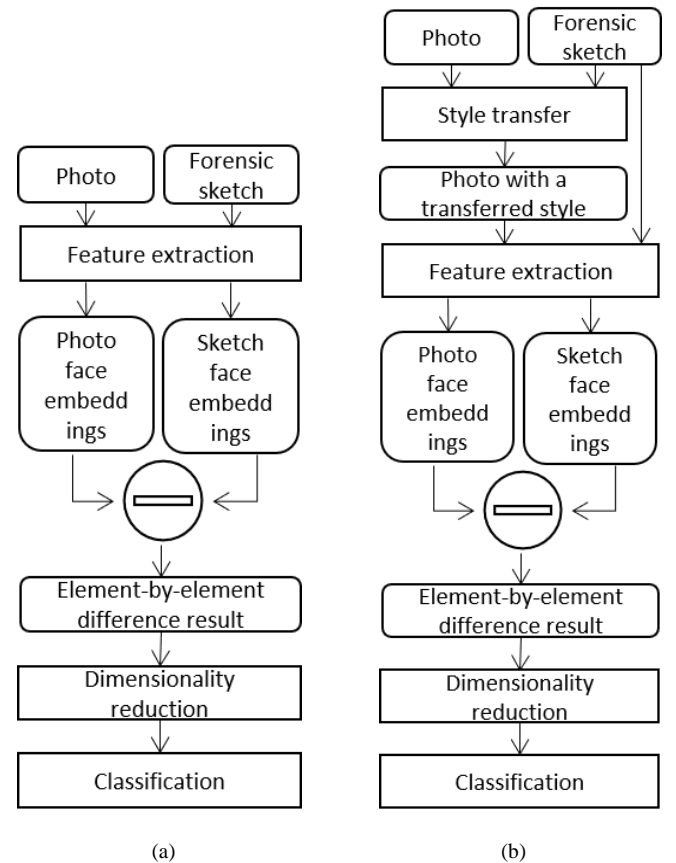 Photo
Forensic
sketch
Feature extraction
Photo
face
embedd
ings
Sketch
face
embedd
ings
Element-by-element
difference result
Dimensionality
reduction
Classification
(a)
Photo
Forensic
sketch
Style transfer
Photo with a
transferred style
Feature extraction
Photo
face
embedd
ings
Sketch
face
embedd
ings
Element-by-element
difference result
Dimensionality
reduction
Classification
(b)